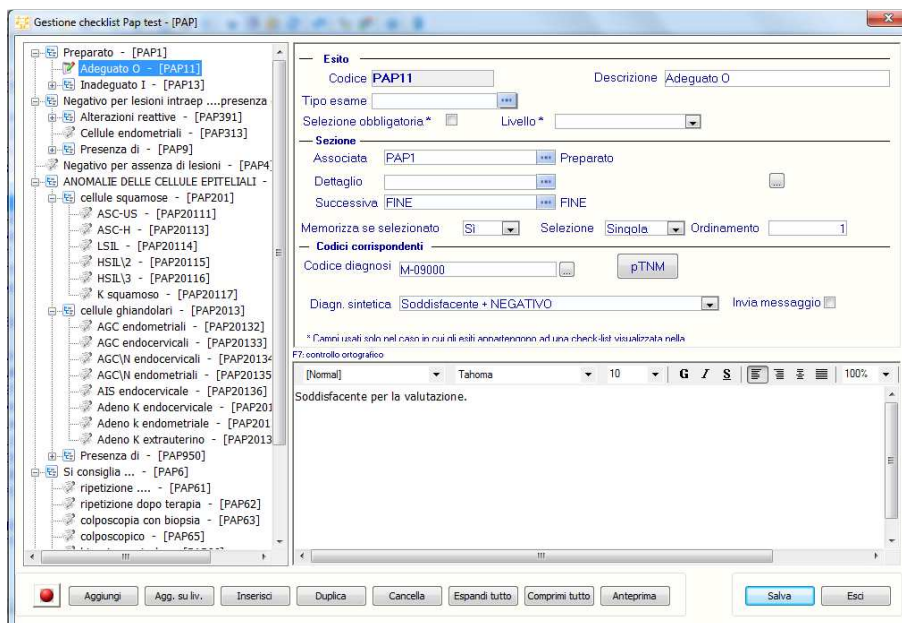 Gestione checklist Pap test - [PAP]
Preparato - [PAP1]
Adeguato O - [PAP11]
Inadeguato I - [PAP13]
Negativo per lesioni intraep ....presenza
Alterazioni reattive - [PAP391]
Cellule endometriali - [PAP313]
Presenza di - [PAP9]
Negativo per assenza di lesioni - [PAP4]
ANOMALIE DELLE CELLULE EPITELIALI -
cellule squamose - [PAP201]
ASC-US - [PAP20111]
ASC-H - [PAP20113]
LSIL - [PAP20114]
HSIL\2 - [PAP20115]
HSIL\3 - [PAP20116]
K squamoso - [PAP20117]
cellule ghiandolari - [PAP2013]
AGC endometriali - [PAP20132]
AGC endocervicali - [PAP20133]
AGC\N endocervicali - [PAP20134
AGC\N endometriali - [PAP20135
AIS endocervicale - [PAP20136]
Adeno K endocervicale - [PAP201
Adeno k endometriale - [PAP201
Adeno K extrauterino - [PAP2013
Presenza di - [PAP950]
Si consiglia ... - [PAP6]
ripetizione .... - [PAP61]
ripetizione dopo terapia - [PAP62]
colposcopia con biopsia - [PAP63]
colposcopico - [PAP65]
Esito
Codice PAP11 Descrizione Adeguato O
Tipo esame
Selezione obbligatoria * Livello *
Sezione
Associata PAP1 Preparato
Dettaglio ...
Successiva FINE FINE
Memorizza se selezionato Sì Selezione Singola Ordinamento 1
Codici corrispondenti
Codice diagnosi M-09000 ... pTNM
Diagn. sintetica Soddisfacente + NEGATIVO Invia messaggio
* Campi usati solo nel caso in cui gli esiti appartengono ad una check-list visualizzata nella
F7: controllo ortografico
[Normal] Tahoma 10 G I S 100%
Soddisfacente per la valutazione.
Aggiungi Agg. su liv. Inserisci Duplica Cancella Espandi tutto Comprimi tutto Anteprima Salva Esci